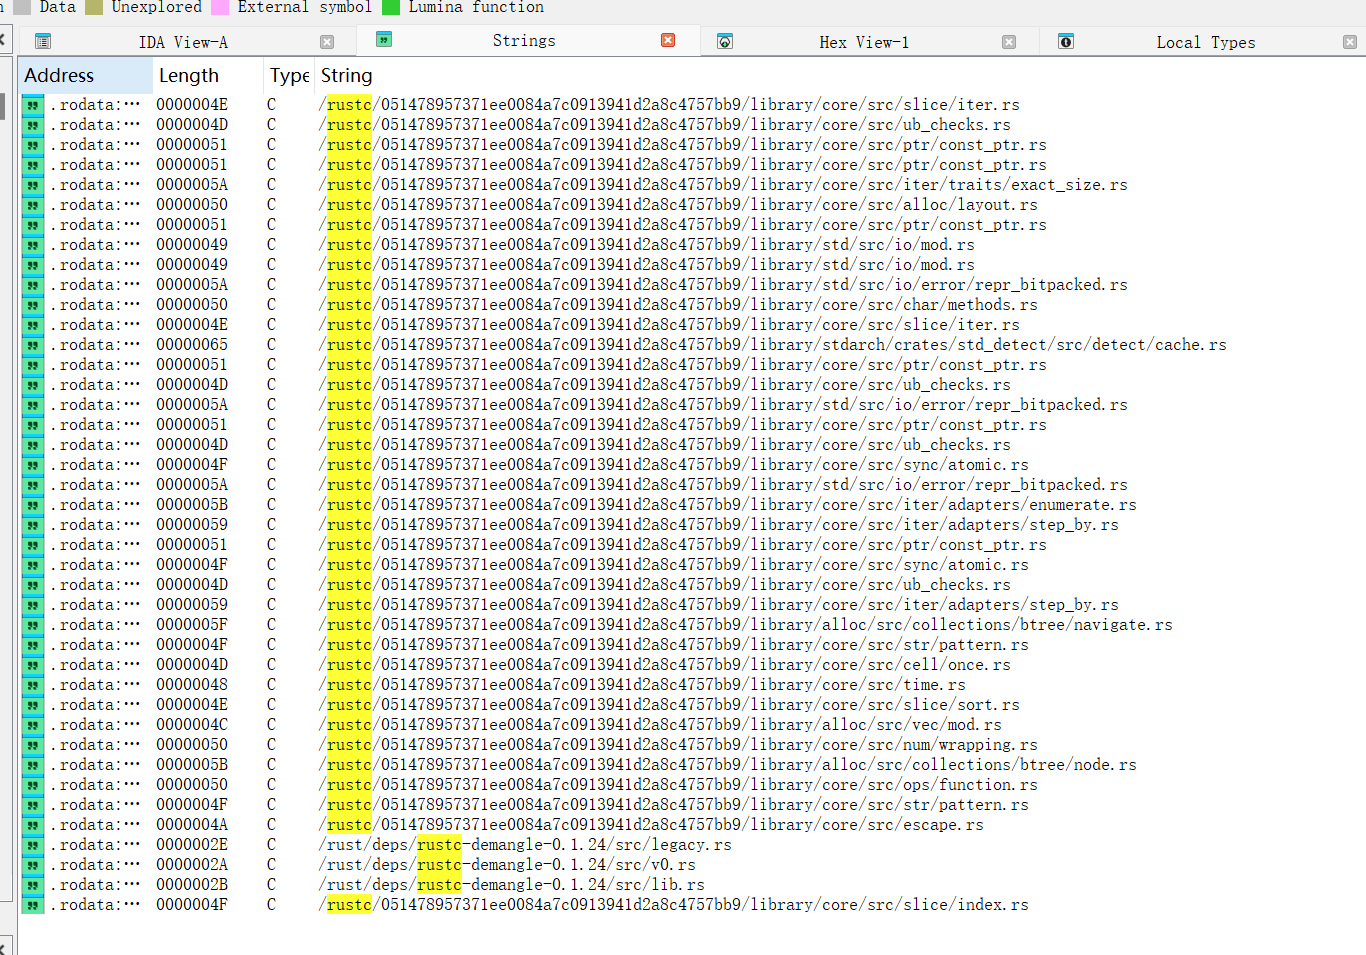 n Data Unexplored External symbol Lumina function
IDA View-A Strings Hex View-1 Local Types
Address Length Type String
.rodata:… 0000004E C /rustc/051478957371ee0084a7c0913941d2a8c4757bb9/library/core/src/slice/iter.rs
.rodata:… 0000004D C /rustc/051478957371ee0084a7c0913941d2a8c4757bb9/library/core/src/ub_checks.rs
.rodata:… 00000051 C /rustc/051478957371ee0084a7c0913941d2a8c4757bb9/library/core/src/ptr/const_ptr.rs
.rodata:… 00000051 C /rustc/051478957371ee0084a7c0913941d2a8c4757bb9/library/core/src/ptr/const_ptr.rs
.rodata:… 0000005A C /rustc/051478957371ee0084a7c0913941d2a8c4757bb9/library/core/src/iter/traits/exact_size.rs
.rodata:… 00000050 C /rustc/051478957371ee0084a7c0913941d2a8c4757bb9/library/core/src/alloc/layout.rs
.rodata:… 00000051 C /rustc/051478957371ee0084a7c0913941d2a8c4757bb9/library/core/src/ptr/const_ptr.rs
.rodata:… 00000049 C /rustc/051478957371ee0084a7c0913941d2a8c4757bb9/library/std/src/io/mod.rs
.rodata:… 00000049 C /rustc/051478957371ee0084a7c0913941d2a8c4757bb9/library/std/src/io/mod.rs
.rodata:… 0000005A C /rustc/051478957371ee0084a7c0913941d2a8c4757bb9/library/std/src/io/error/repr_bitpacked.rs
.rodata:… 00000050 C /rustc/051478957371ee0084a7c0913941d2a8c4757bb9/library/core/src/char/methods.rs
.rodata:… 0000004E C /rustc/051478957371ee0084a7c0913941d2a8c4757bb9/library/core/src/slice/iter.rs
.rodata:… 00000065 C /rustc/051478957371ee0084a7c0913941d2a8c4757bb9/library/stdarch/crates/std_detect/src/detect/cache.rs
.rodata:… 00000051 C /rustc/051478957371ee0084a7c0913941d2a8c4757bb9/library/core/src/ptr/const_ptr.rs
.rodata:… 0000004D C /rustc/051478957371ee0084a7c0913941d2a8c4757bb9/library/core/src/ub_checks.rs
.rodata:… 0000005A C /rustc/051478957371ee0084a7c0913941d2a8c4757bb9/library/std/src/io/error/repr_bitpacked.rs
.rodata:… 00000051 C /rustc/051478957371ee0084a7c0913941d2a8c4757bb9/library/core/src/ptr/const_ptr.rs
.rodata:… 0000004D C /rustc/051478957371ee0084a7c0913941d2a8c4757bb9/library/core/src/ub_checks.rs
.rodata:… 0000004F C /rustc/051478957371ee0084a7c0913941d2a8c4757bb9/library/core/src/sync/atomic.rs
.rodata:… 0000005A C /rustc/051478957371ee0084a7c0913941d2a8c4757bb9/library/std/src/io/error/repr_bitpacked.rs
.rodata:… 0000005B C /rustc/051478957371ee0084a7c0913941d2a8c4757bb9/library/core/src/iter/adapters/enumerate.rs
.rodata:… 00000059 C /rustc/051478957371ee0084a7c0913941d2a8c4757bb9/library/core/src/iter/adapters/step_by.rs
.rodata:… 00000051 C /rustc/051478957371ee0084a7c0913941d2a8c4757bb9/library/core/src/ptr/const_ptr.rs
.rodata:… 0000004F C /rustc/051478957371ee0084a7c0913941d2a8c4757bb9/library/core/src/sync/atomic.rs
.rodata:… 0000004D C /rustc/051478957371ee0084a7c0913941d2a8c4757bb9/library/core/src/ub_checks.rs
.rodata:… 00000059 C /rustc/051478957371ee0084a7c0913941d2a8c4757bb9/library/core/src/iter/adapters/step_by.rs
.rodata:… 0000005F C /rustc/051478957371ee0084a7c0913941d2a8c4757bb9/library/alloc/src/collections/btree/navigate.rs
.rodata:… 0000004F C /rustc/051478957371ee0084a7c0913941d2a8c4757bb9/library/core/src/str/pattern.rs
.rodata:… 0000004D C /rustc/051478957371ee0084a7c0913941d2a8c4757bb9/library/core/src/cell/once.rs
.rodata:… 00000048 C /rustc/051478957371ee0084a7c0913941d2a8c4757bb9/library/core/src/time.rs
.rodata:… 0000004E C /rustc/051478957371ee0084a7c0913941d2a8c4757bb9/library/core/src/slice/sort.rs
.rodata:… 0000004C C /rustc/051478957371ee0084a7c0913941d2a8c4757bb9/library/alloc/src/vec/mod.rs
.rodata:… 00000050 C /rustc/051478957371ee0084a7c0913941d2a8c4757bb9/library/core/src/num/wrapping.rs
.rodata:… 0000005B C /rustc/051478957371ee0084a7c0913941d2a8c4757bb9/library/alloc/src/collections/btree/node.rs
.rodata:… 00000050 C /rustc/051478957371ee0084a7c0913941d2a8c4757bb9/library/core/src/ops/function.rs
.rodata:… 0000004F C /rustc/051478957371ee0084a7c0913941d2a8c4757bb9/library/core/src/str/pattern.rs
.rodata:… 0000004A C /rustc/051478957371ee0084a7c0913941d2a8c4757bb9/library/core/src/escape.rs
.rodata:… 0000002E C /rust/deps/rustc-demangle-0.1.24/src/legacy.rs
.rodata:… 0000002A C /rust/deps/rustc-demangle-0.1.24/src/v0.rs
.rodata:… 0000002B C /rust/deps/rustc-demangle-0.1.24/src/lib.rs
.rodata:… 0000004F C /rustc/051478957371ee0084a7c0913941d2a8c4757bb9/library/core/src/slice/index.rs